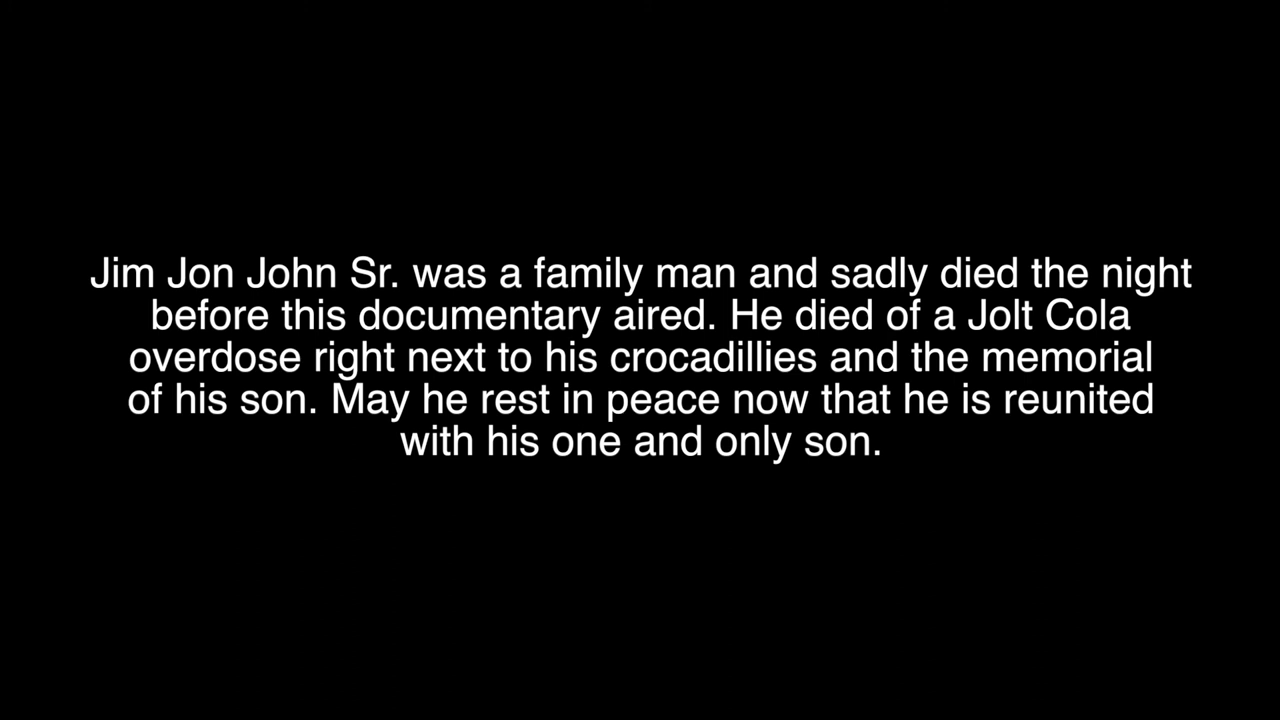 Jim Jon John Sr. was a family man and sadly died the night
before this documentary aired. He died of a Jolt Cola
overdose right next to his crocadillies and the memorial
of his son. May he rest in peace now that he is reunited
with his one and only son.